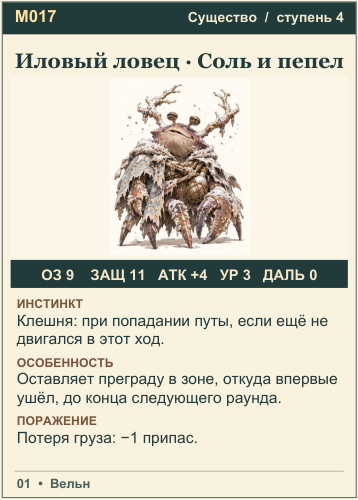 M017 Существо / ступень 4
Иловый ловец · Соль и пепел
ОЗ 9 ЗАЩ 11 АТК +4 УР 3 ДАЛЬ 0
ИНСТИНКТ
Клешня: при попадании путы, если ещё не
двигался в этот ход.
ОСОБЕННОСТЬ
Оставляет преграду в зоне, откуда впервые
ушёл, до конца следующего раунда.
ПОРАЖЕНИЕ
Потеря груза: −1 припас.
01 • Вельн